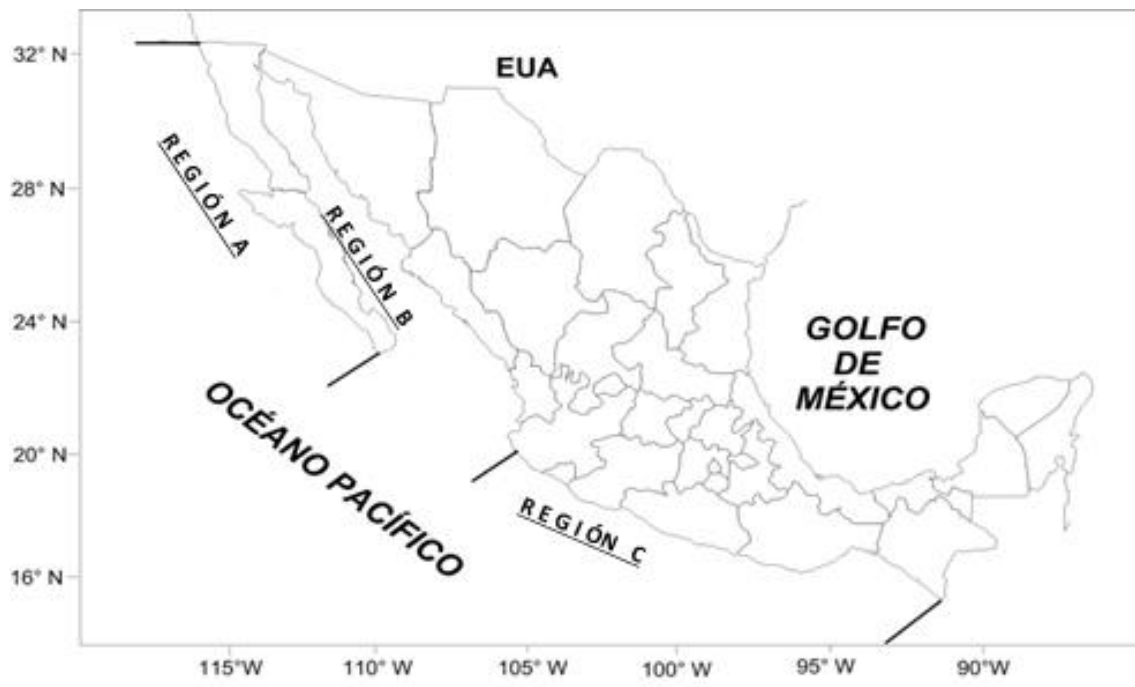 32° N
EUA
REGIÓN A
28° N
REGIÓN B
24° N
GOLFO
DE
MÉXICO
OCÉANO PACÍFICO
20° N
REGIÓN C
16° N
115°W
110° W
105°W
100°W
95°W
90°W